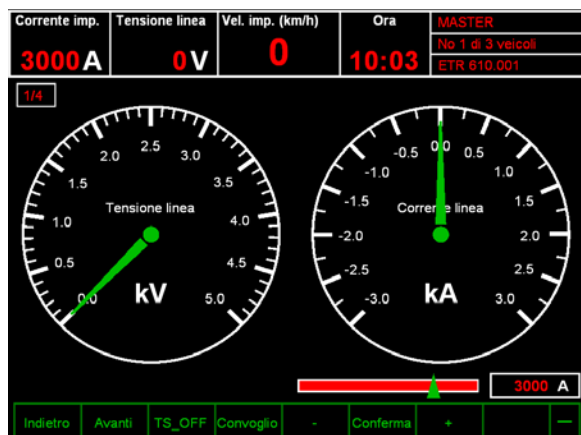 Corrente imp. Tensione linea Vel. imp. (km/h) Ora MASTER
3000 A 0 V 0 10:03 No 1 di 3 veicoli
ETR 610.001
1/4
0.0 0.5 1.0 1.5 2.0 2.5 3.0 3.5 4.0 4.5 5.0
Tensione linea
kV
-3.0 -2.5 -2.0 -1.5 -1.0 -0.5 0.0 0.5 1.0 1.5 2.0 2.5 3.0
Corrente linea
kA
3000 A
Indietro Avanti TS_OFF Convoglio - Conferma + —